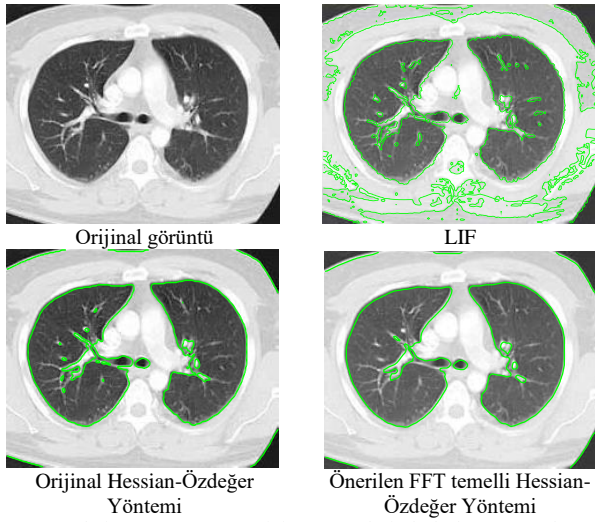 Orijinal görüntü
LIF
Orijinal Hessian-Özdeğer
Yöntemi
Önerilen FFT temelli Hessian-
Özdeğer Yöntemi